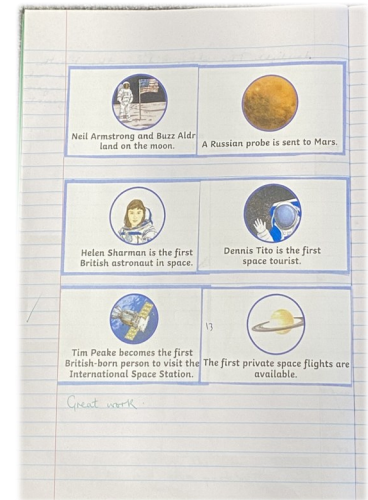 Neil Armstrong and Buzz Aldr
land on the moon.
A Russian probe is sent to Mars.
Helen Sharman is the first
British astronaut in space.
Dennis Tito is the first
space tourist.
Tim Peake becomes the first
British-born person to visit the
International Space Station.
13
The first private space flights are
available.
Great work.